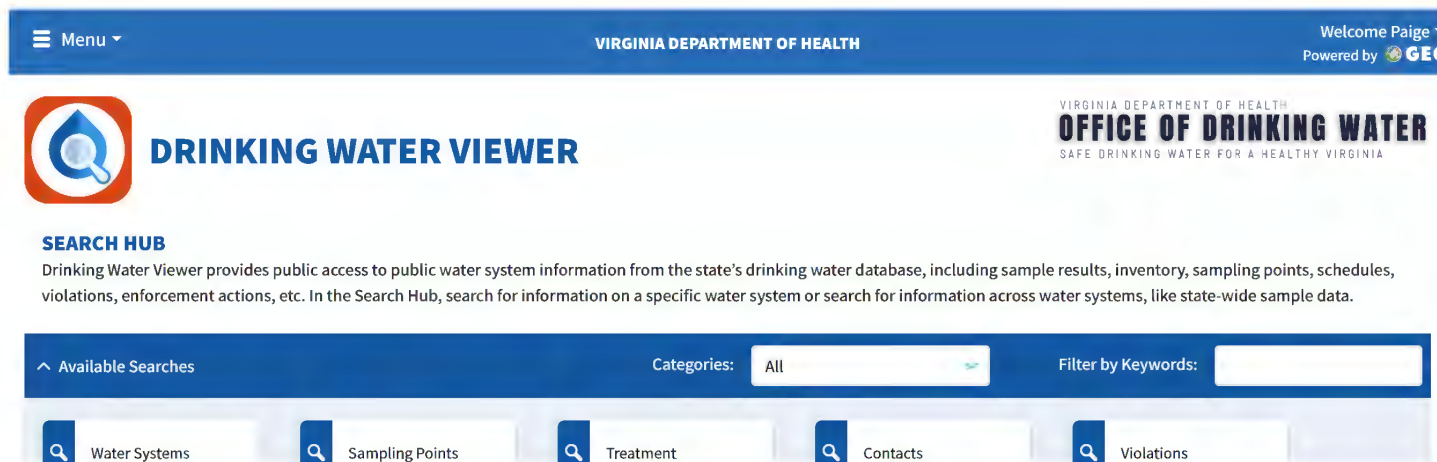 Menu
VIRGINIA DEPARTMENT OF HEALTH
Welcome Paige
Powered by
VIRGINIA DEPARTMENT OF HEALTH
OFFICE OF DRINKING WATER
SAFE DRINKING WATER FOR A HEALTHY VIRGINIA
DRINKING WATER VIEWER
SEARCH HUB
Drinking Water Viewer provides public access to public water system information from the state's drinking water database, including sample results, inventory, sampling points, schedules,
violations, enforcement actions, etc. In the Search Hub, search for information on a specific water system or search for information across water systems, like state-wide sample data.
Available Searches
Categories:
All
Filter by Keywords:
Water Systems
Sampling Points
Treatment
Contacts
Violations